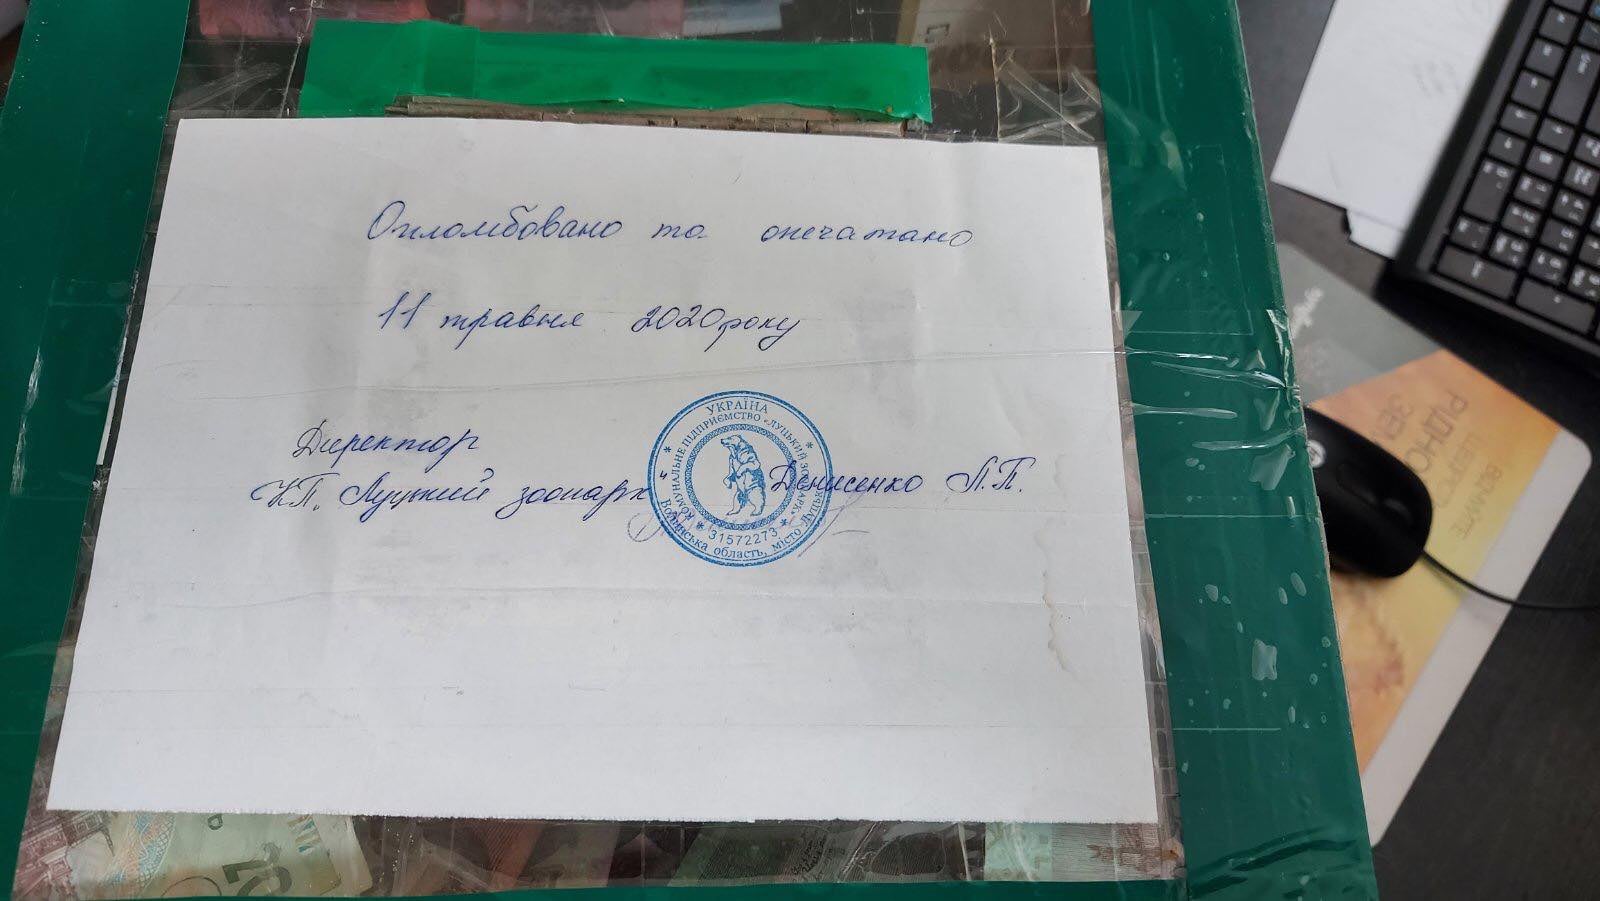 Опломбовано та опечатано
11 травня 2020 року
Директор
КП. Луцький зоопарк" Денисенко Л.П.
УКРАЇНА
КОМУНАЛЬНЕ ПІДПРИЄМСТВО «ЛУЦЬКИЙ ЗООПАРК»
31572273
Волинська область, місто Луцьк